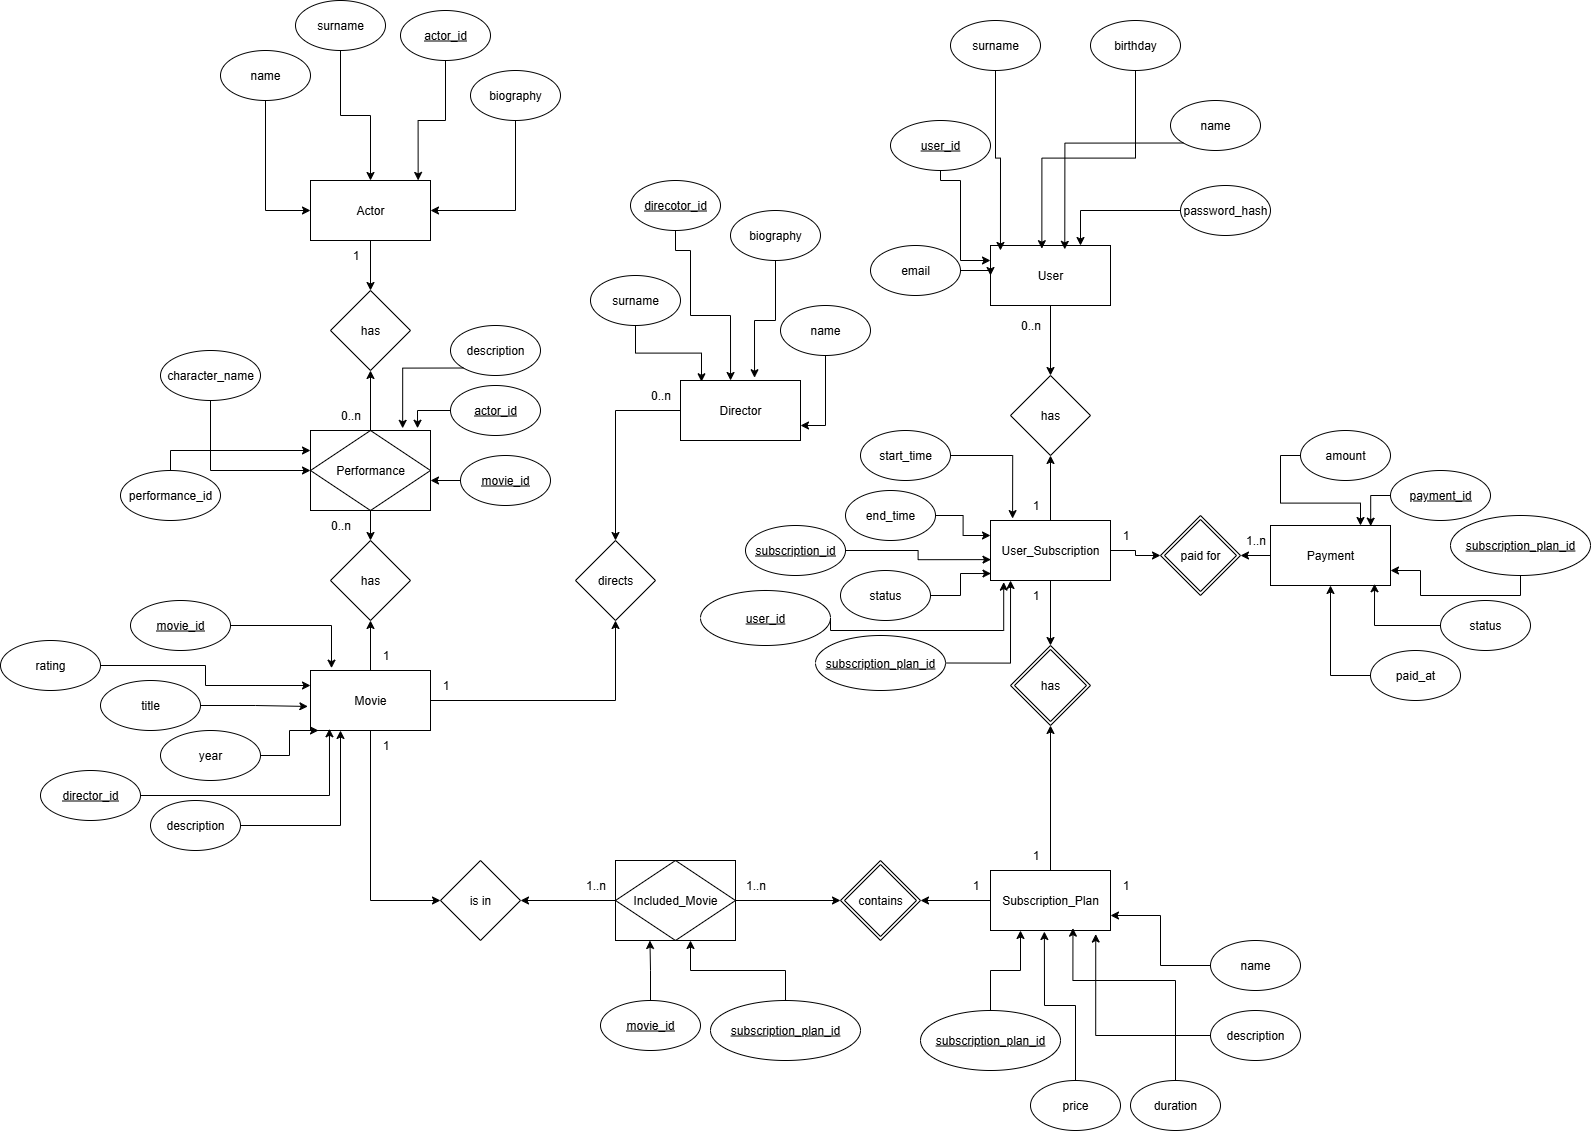 surname
actor_id
name
biography
Actor
1
has
description
character_name
actor_id
0..n
Performance
movie_id
performance_id
0..n
has
movie_id
1
rating
title
Movie
1
year
1
director_id
description
direcotor_id
biography
surname
name
0..n
Director
directs
surname
birthday
name
user_id
password_hash
email
User
0..n
has
start_time
1
end_time
subscription_id
User_Subscription
1
status
1
user_id
subscription_plan_id
has
amount
payment_id
paid for
1..n
Payment
subscription_plan_id
status
paid_at
1
is in
1..n
Included_Movie
1..n
contains
1
Subscription_Plan
1
movie_id
subscription_plan_id
name
subscription_plan_id
description
price
duration